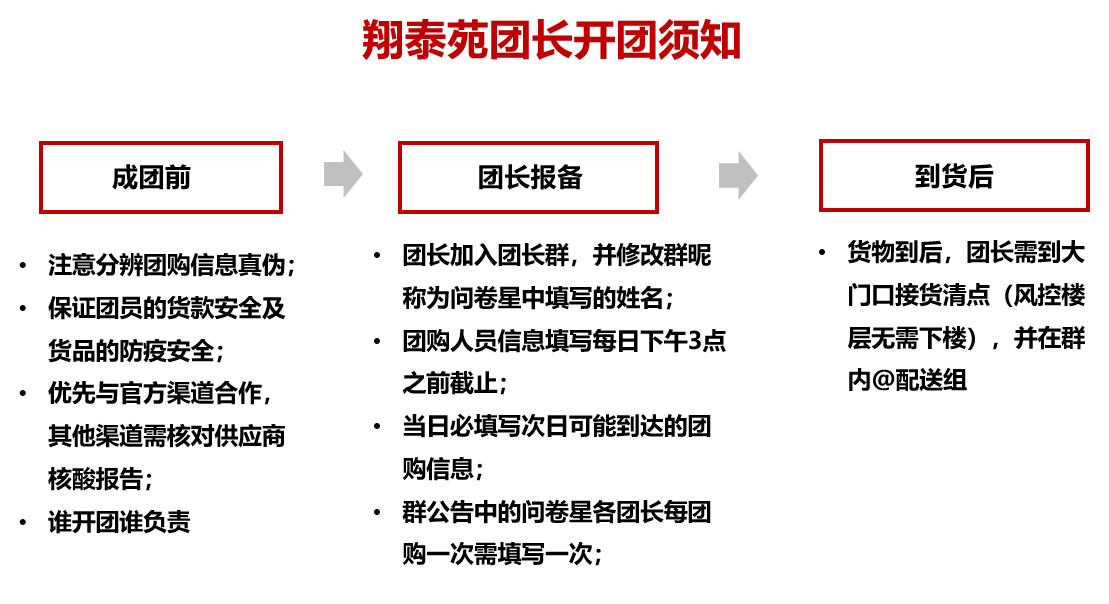 翔泰苑团长开团须知
成团前
• 注意分辨团购信息真伪；
• 保证团员的货款安全及
货品的防疫安全；
• 优先与官方渠道合作，
其他渠道需核对供应商
核酸报告；
• 谁开团谁负责
团长报备
• 团长加入团长群，并修改群昵
称为问卷星中填写的姓名；
• 团购人员信息填写每日下午3点
之前截止；
• 当日必填写次日可能到达的团
购信息；
• 群公告中的问卷星各团长每团
购一次需填写一次；
到货后
• 货物到后，团长需到大
门口接货清点（风控楼
层无需下楼），并在群
内@配送组